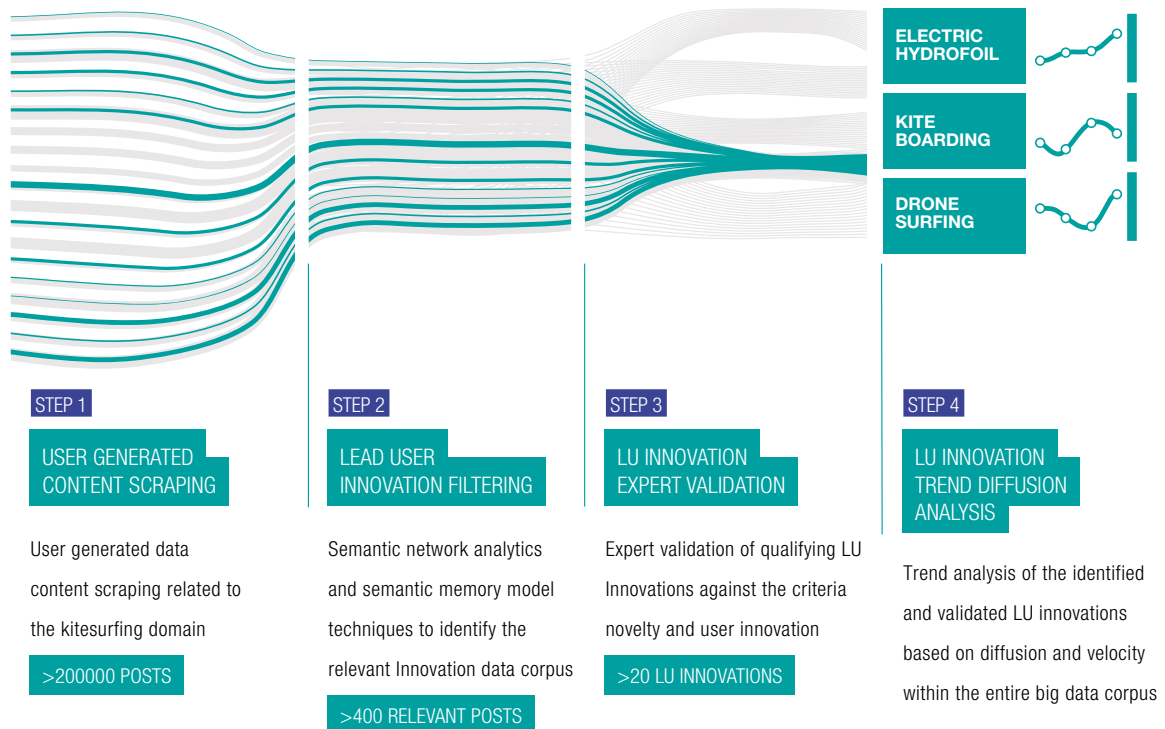 ELECTRIC
HYDROFOIL
KITE
BOARDING
DRONE
SURFING
STEP 1
USER GENERATED
CONTENT SCRAPING
User generated data
content scraping related to
the kitesurfing domain
>200000 POSTS
STEP 2
LEAD USER
INNOVATION FILTERING
Semantic network analytics
and semantic memory model
techniques to identify the
relevant Innovation data corpus
>400 RELEVANT POSTS
STEP 3
LU INNOVATION
EXPERT VALIDATION
Expert validation of qualifying LU
Innovations against the criteria
novelty and user innovation
>20 LU INNOVATIONS
STEP 4
LU INNOVATION
TREND DIFFUSION
ANALYSIS
Trend analysis of the identified
and validated LU innovations
based on diffusion and velocity
within the entire big data corpus